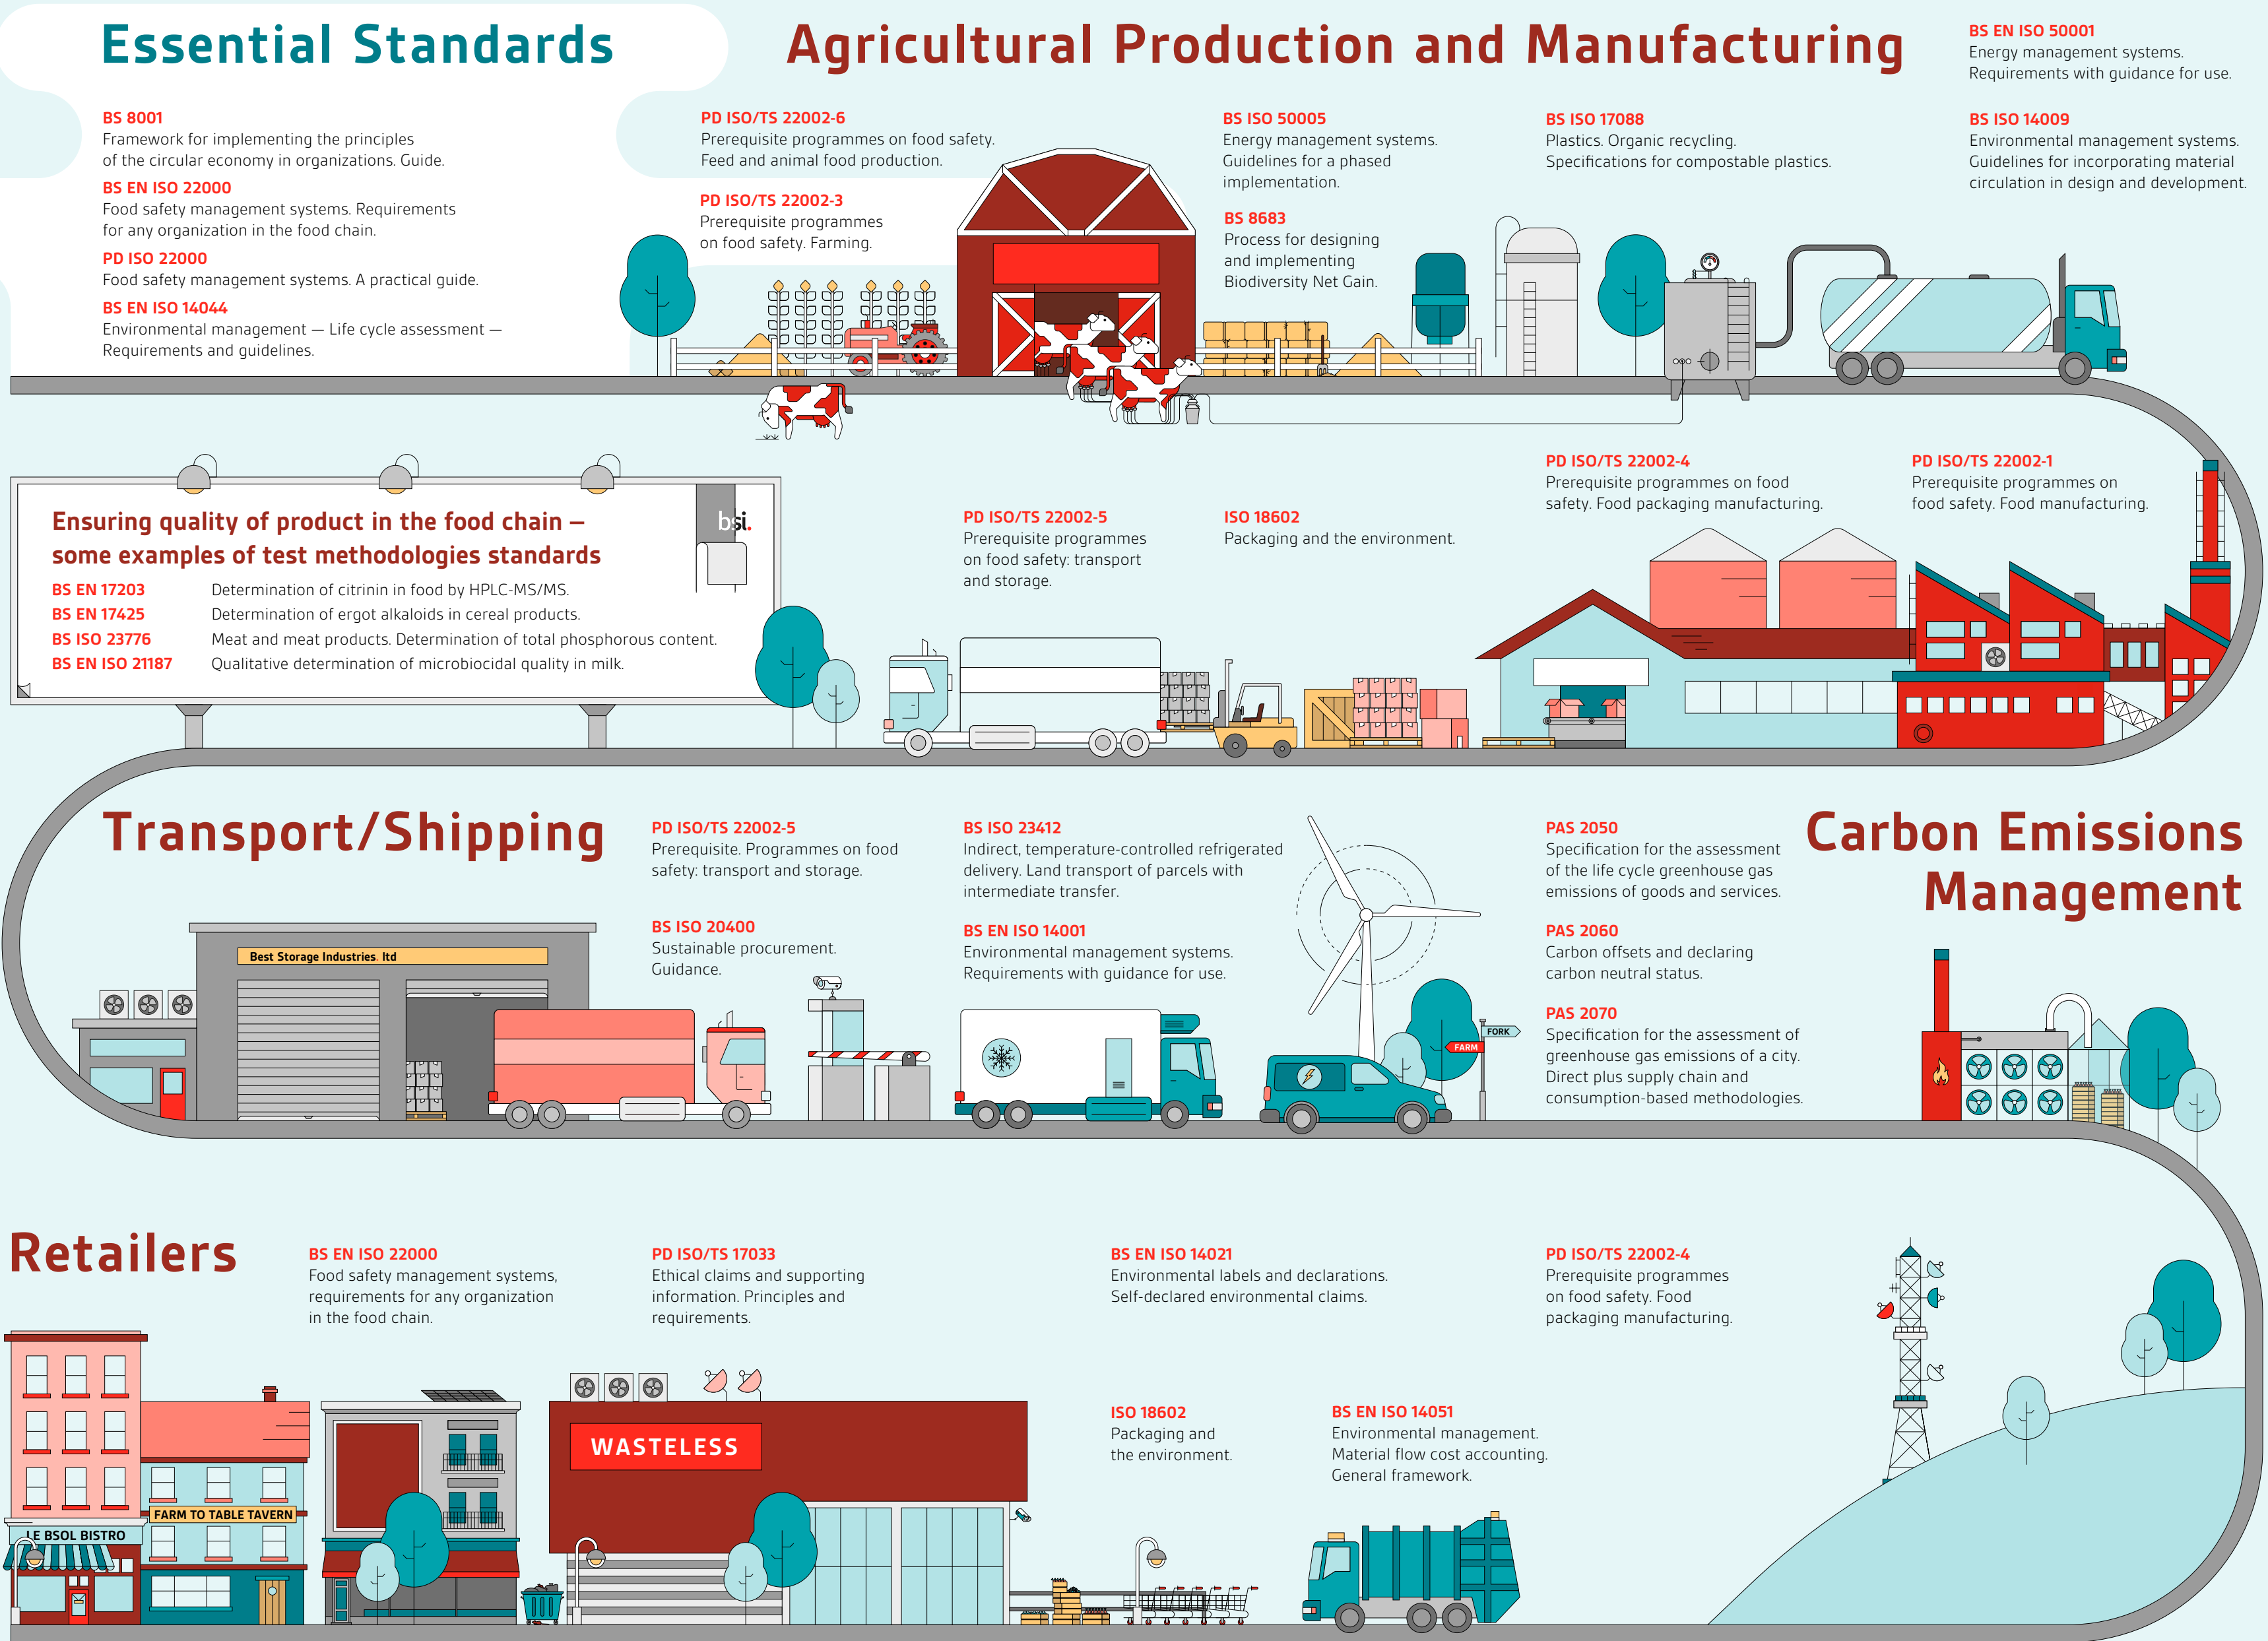 Essential Standards
BS 8001
Framework for implementing the principles
of the circular economy in organizations. Guide.
BS EN ISO 22000
Food safety management systems. Requirements
for any organization in the food chain.
PD ISO 22000
Food safety management systems. A practical guide.
BS EN ISO 14044
Environmental management — Life cycle assessment —
Requirements and guidelines.
Agricultural Production and Manufacturing
PD ISO/TS 22002-6
Prerequisite programmes on food safety.
Feed and animal food production.
PD ISO/TS 22002-3
Prerequisite programmes
on food safety. Farming.
BS ISO 50005
Energy management systems.
Guidelines for a phased
implementation.
BS 8683
Process for designing
and implementing
Biodiversity Net Gain.
BS ISO 17088
Plastics. Organic recycling.
Specifications for compostable plastics.
BS EN ISO 50001
Energy management systems.
Requirements with guidance for use.
BS ISO 14009
Environmental management systems.
Guidelines for incorporating material
circulation in design and development.
Ensuring quality of product in the food chain –
some examples of test methodologies standards
bsi.
BS EN 17203 Determination of citrinin in food by HPLC-MS/MS.
BS EN 17425 Determination of ergot alkaloids in cereal products.
BS ISO 23776 Meat and meat products. Determination of total phosphorous content.
BS EN ISO 21187 Qualitative determination of microbiocidal quality in milk.
PD ISO/TS 22002-5
Prerequisite programmes
on food safety: transport
and storage.
ISO 18602
Packaging and the environment.
PD ISO/TS 22002-4
Prerequisite programmes on food
safety. Food packaging manufacturing.
PD ISO/TS 22002-1
Prerequisite programmes on
food safety. Food manufacturing.
Transport/Shipping
PD ISO/TS 22002-5
Prerequisite. Programmes on food
safety: transport and storage.
BS ISO 20400
Sustainable procurement.
Guidance.
BS ISO 23412
Indirect, temperature-controlled refrigerated
delivery. Land transport of parcels with
intermediate transfer.
BS EN ISO 14001
Environmental management systems.
Requirements with guidance for use.
Best Storage Industries. ltd
FORK
FARM
Carbon Emissions
Management
PAS 2050
Specification for the assessment
of the life cycle greenhouse gas
emissions of goods and services.
PAS 2060
Carbon offsets and declaring
carbon neutral status.
PAS 2070
Specification for the assessment of
greenhouse gas emissions of a city.
Direct plus supply chain and
consumption-based methodologies.
Retailers
BS EN ISO 22000
Food safety management systems,
requirements for any organization
in the food chain.
PD ISO/TS 17033
Ethical claims and supporting
information. Principles and
requirements.
BS EN ISO 14021
Environmental labels and declarations.
Self-declared environmental claims.
PD ISO/TS 22002-4
Prerequisite programmes
on food safety. Food
packaging manufacturing.
ISO 18602
Packaging and
the environment.
BS EN ISO 14051
Environmental management.
Material flow cost accounting.
General framework.
WASTELESS
FARM TO TABLE TAVERN
LE BSOL BISTRO